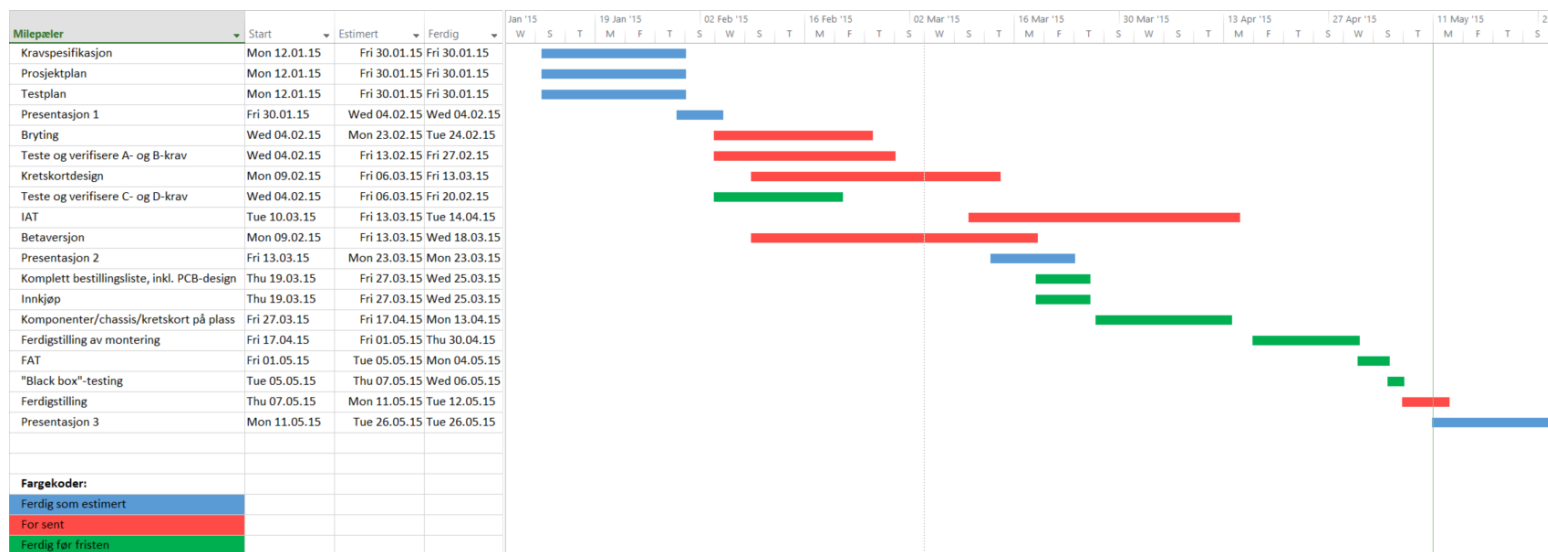 Jan '15 19 Jan '15 02 Feb '15 16 Feb '15 02 Mar '15 16 Mar '15 30 Mar '15 13 Apr '15 27 Apr '15 11 May '15 2
Milepæler Start Estimert Ferdig W S T M F T S W S T M F T S W S T M F T S W S T M F T S W S T M F T S
Kravspesifikasjon Mon 12.01.15 Fri 30.01.15 Fri 30.01.15
Prosjektplan Mon 12.01.15 Fri 30.01.15 Fri 30.01.15
Testplan Mon 12.01.15 Fri 30.01.15 Fri 30.01.15
Presentasjon 1 Fri 30.01.15 Wed 04.02.15 Wed 04.02.15
Bryting Wed 04.02.15 Mon 23.02.15 Tue 24.02.15
Teste og verifisere A- og B-krav Wed 04.02.15 Fri 13.02.15 Fri 27.02.15
Kretskortdesign Mon 09.02.15 Fri 06.03.15 Fri 13.03.15
Teste og verifisere C- og D-krav Wed 04.02.15 Fri 06.03.15 Fri 20.02.15
IAT Tue 10.03.15 Fri 13.03.15 Tue 14.04.15
Betaversjon Mon 09.02.15 Fri 13.03.15 Wed 18.03.15
Presentasjon 2 Fri 13.03.15 Mon 23.03.15 Mon 23.03.15
Komplett bestillingsliste, inkl. PCB-design Thu 19.03.15 Fri 27.03.15 Wed 25.03.15
Innkjøp Thu 19.03.15 Fri 27.03.15 Wed 25.03.15
Komponenter/chassis/kretskort på plass Fri 27.03.15 Fri 17.04.15 Mon 13.04.15
Ferdigstilling av montering Fri 17.04.15 Fri 01.05.15 Thu 30.04.15
FAT Fri 01.05.15 Tue 05.05.15 Mon 04.05.15
"Black box"-testing Tue 05.05.15 Thu 07.05.15 Wed 06.05.15
Ferdigstilling Thu 07.05.15 Mon 11.05.15 Tue 12.05.15
Presentasjon 3 Mon 11.05.15 Tue 26.05.15 Tue 26.05.15
Fargekoder:
Ferdig som estimert
For sent
Ferdig før fristen